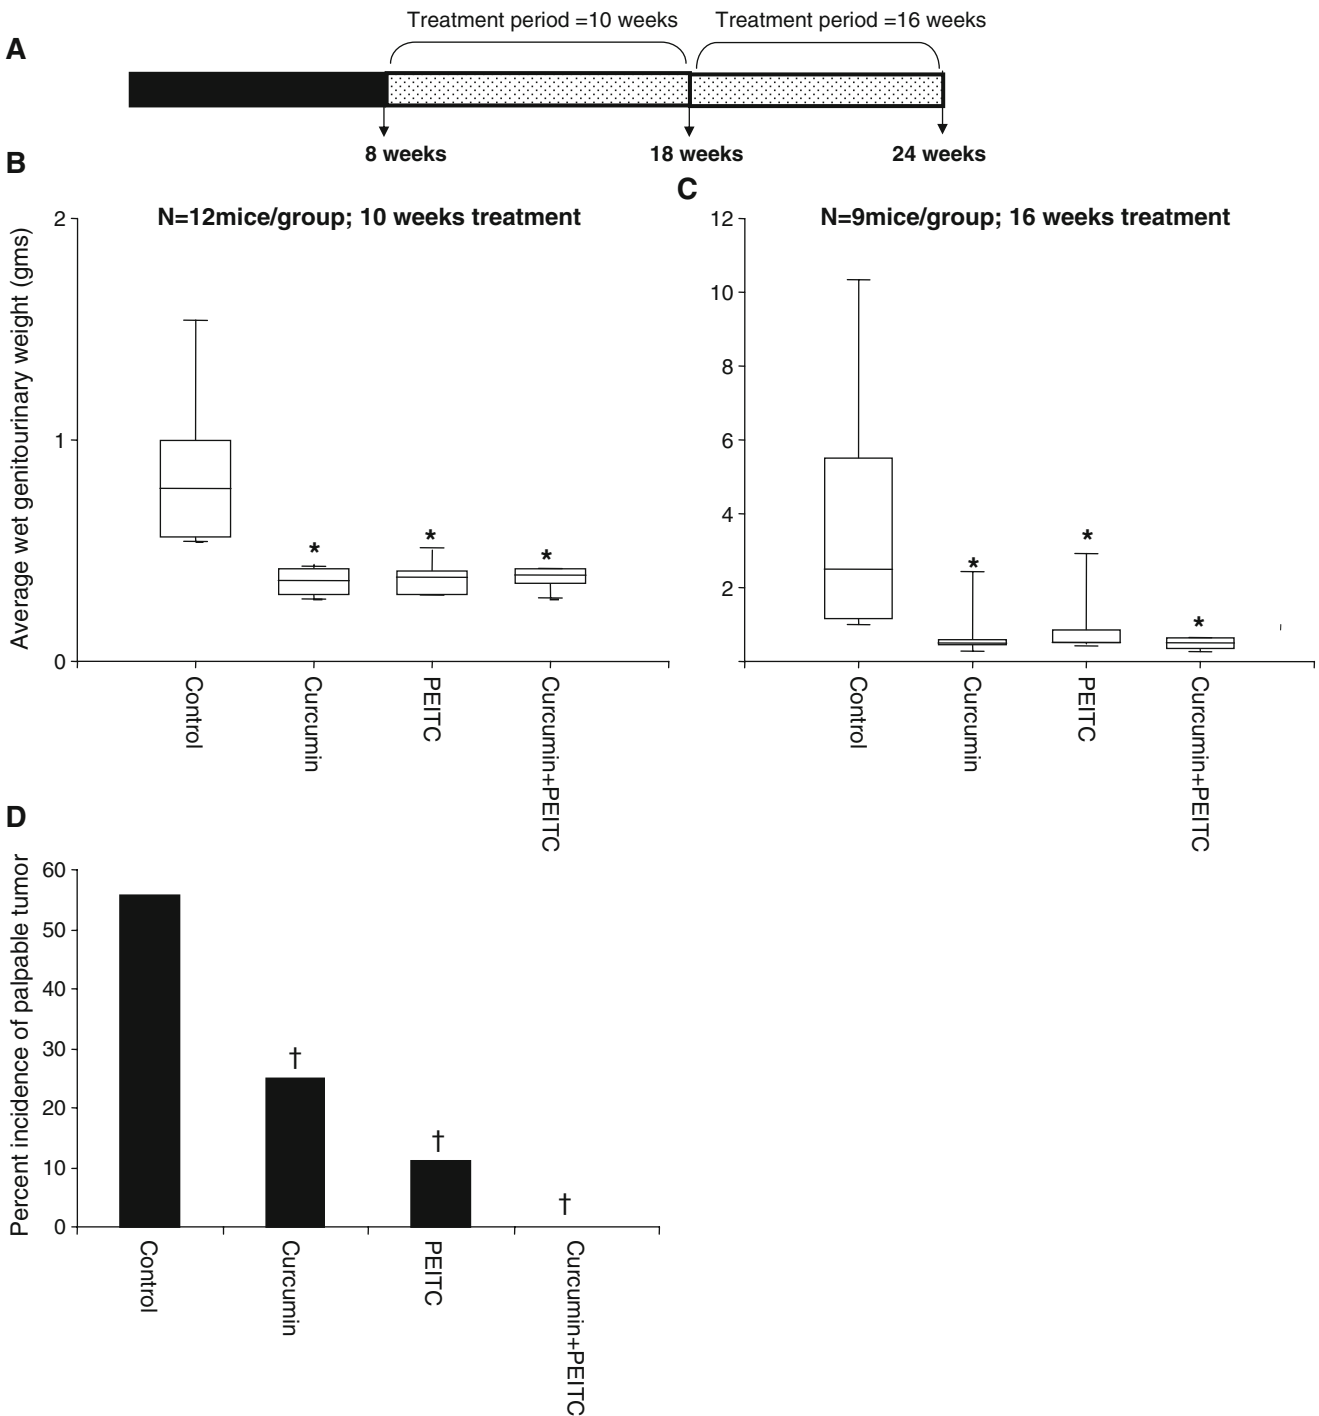 A
Treatment period =10 weeks
Treatment period =16 weeks
8 weeks
18 weeks
24 weeks
B
N=12mice/group; 10 weeks treatment
Average wet genitourinary weight (gms)
2
1
0
Control
Curcumin
PEITC
Curcumin+PEITC
*
*
*
C
N=9mice/group; 16 weeks treatment
12
10
8
6
4
2
Control
Curcumin
PEITC
Curcumin+PEITC
*
*
*
D
Percent incidence of palpable tumor
60
50
40
30
20
10
0
†
†
†
Control
Curcumin
PEITC
Curcumin+PEITC